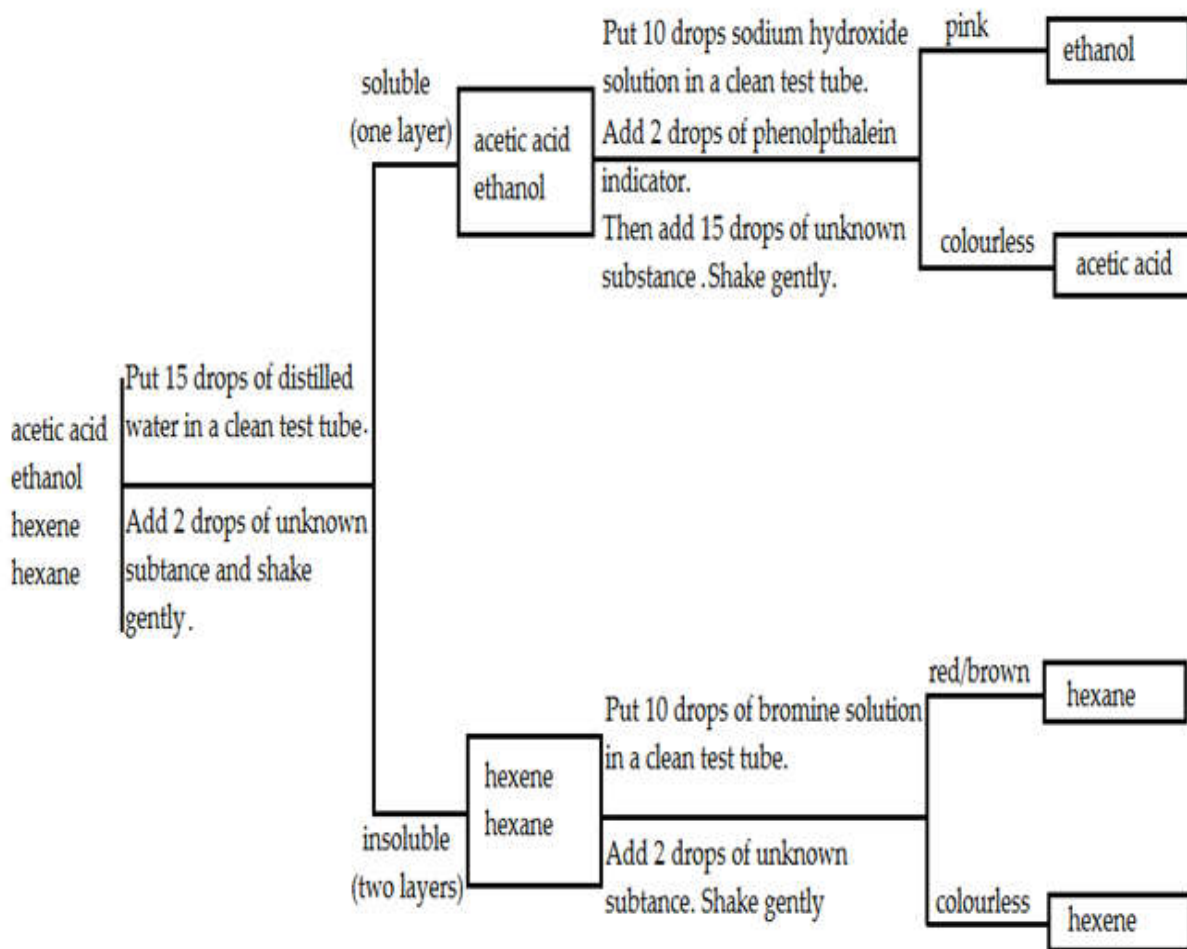 acetic acid
ethanol
hexene
hexane
Put 15 drops of distilled
water in a clean test tube.
Add 2 drops of unknown
subtance and shake
gently.
soluble
(one layer)
acetic acid
ethanol
Put 10 drops sodium hydroxide
solution in a clean test tube.
Add 2 drops of phenolpthalein
indicator.
Then add 15 drops of unknown
substance .Shake gently.
pink
ethanol
colourless
acetic acid
insoluble
(two layers)
hexene
hexane
Put 10 drops of bromine solution
in a clean test tube.
Add 2 drops of unknown
subtance. Shake gently
red/brown
hexane
colourless
hexene